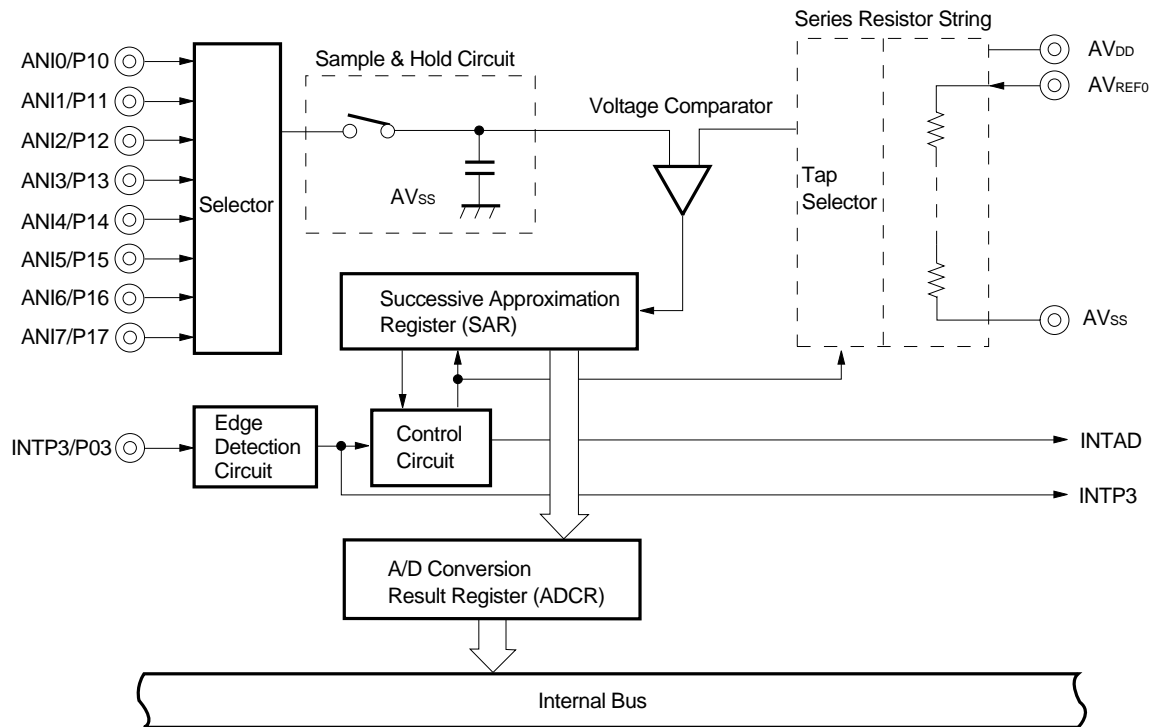 Series Resistor String
ANI0/P10
ANI1/P11
ANI2/P12
ANI3/P13
ANI4/P14
ANI5/P15
ANI6/P16
ANI7/P17
Selector
Sample & Hold Circuit
AVSS
Voltage Comparator
Tap
Selector
AVDD
AVREF0
AVSS
Successive Approximation
Register (SAR)
INTP3/P03
Edge
Detection
Circuit
Control
Circuit
INTAD
INTP3
A/D Conversion
Result Register (ADCR)
Internal Bus